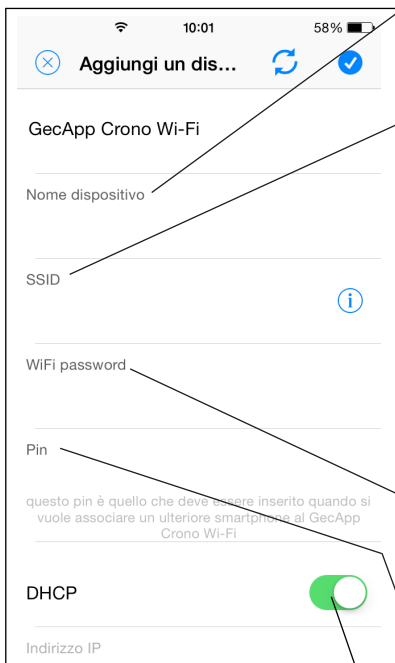 10:01
58%
Aggiungi un dis...
GecApp Crono Wi-Fi
Nome dispositivo
SSID
WiFi password
Pin
questo pin è quello che deve essere inserito quando si
vuole associare un ulteriore smartphone al GecApp
Crono Wi-Fi
DHCP
Indirizzo IP